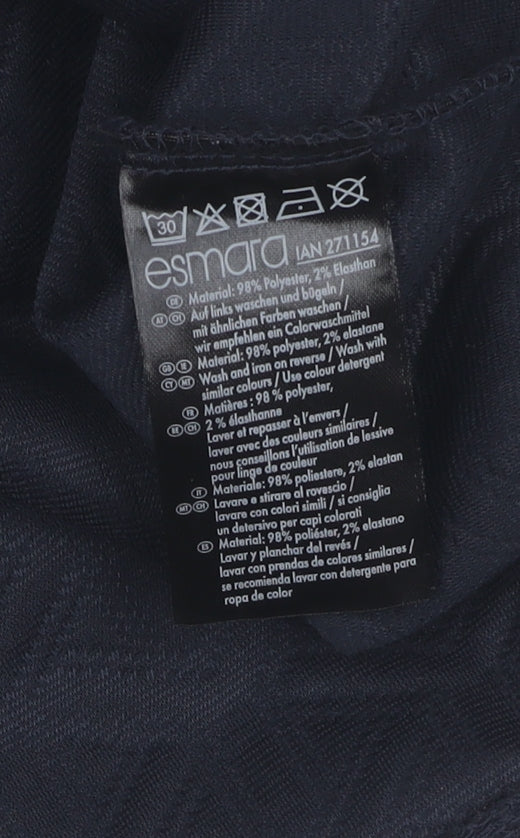 30
esmara IAN 271154
DE Material: 98% Polyester, 2% Elasthan
AT CH Auf links waschen und bügeln /
mit ähnlichen Farben waschen /
wir empfehlen ein Colorwaschmittel
GB IE Material: 98% polyester, 2% elastane
CY MT Wash and iron on reverse / Wash with
similar colours / Use colour detergent
FR Matières : 98 % polyester,
BE CH 2 % élasthanne
Laver et repasser à l'envers /
laver avec des couleurs similaires /
nous conseillons l'utilisation de lessive
pour linge de couleur
IT Materiale: 98% poliestere, 2% elastan
MT CH Lavare e stirare al rovescio /
lavare con colori simili / si consiglia
un detersivo per capi colorati
ES Material: 98% poliéster, 2% elastano
Lavar y planchar del revés /
lavar con prendas de colores similares /
se recomienda lavar con detergente para
ropa de color